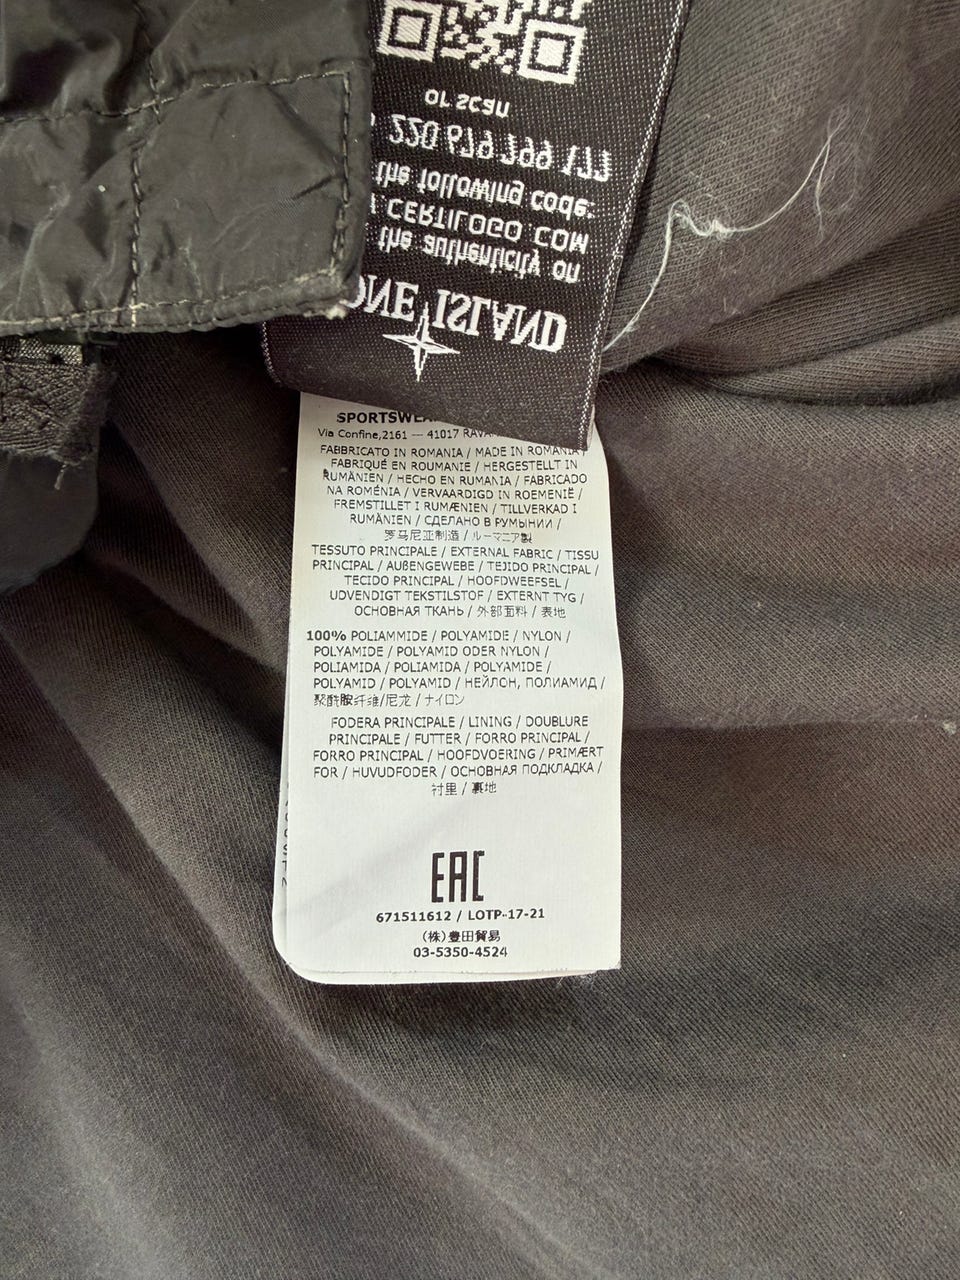 ISLAND
the authenticity on
CERTILOGO COM
the following code:
220 679
or scan
Via Confine,2161 --- 41017
FABBRICATO IN ROMANIA / MADE IN ROMANIA
FABRIQUÉ EN ROUMANIE / HERGESTELLT IN
RUMÄNIEN / HECHO EN RUMANIA / FABRICADO
NA ROMÉNIA / VERVAARDIGD IN ROEMENIË /
FREMSTILLET I RUMÆNIEN / TILLVERKAD I
RUMÄNIEN / СДЕЛАНО В РУМЫНИИ /
罗马尼亚制造 / ルーマニア製
TESSUTO PRINCIPALE / EXTERNAL FABRIC / TISSU
PRINCIPAL / AUßENGEWEBE / TEJIDO PRINCIPAL /
TECIDO PRINCIPAL / HOOFDWEEFSEL /
UDVENDIGT TEKSTILSTOF / EXTERNT TYG /
ОСНОВНАЯ ТКАНЬ / 外部面料 / 表地
100% POLIAMMIDE / POLYAMIDE / NYLON /
POLYAMIDE / POLYAMID ODER NYLON /
POLIAMIDA / POLIAMIDA / POLYAMIDE /
POLYAMID / POLYAMID / НЕЙЛОН, ПОЛИАМИД /
聚酰胺纤维/尼龙 / ナイロン
FODERA PRINCIPALE / LINING / DOUBLURE
PRINCIPALE / FUTTER / FORRO PRINCIPAL /
FORRO PRINCIPAL / HOOFDVOERING / PRIMÆRT
FOR / HUVUDFODER / ОСНОВНАЯ ПОДКЛАДКА /
衬里 / 裏地
EAC
671511612 / LOTP-17-21
(株)豊田貿易
03-5350-4524